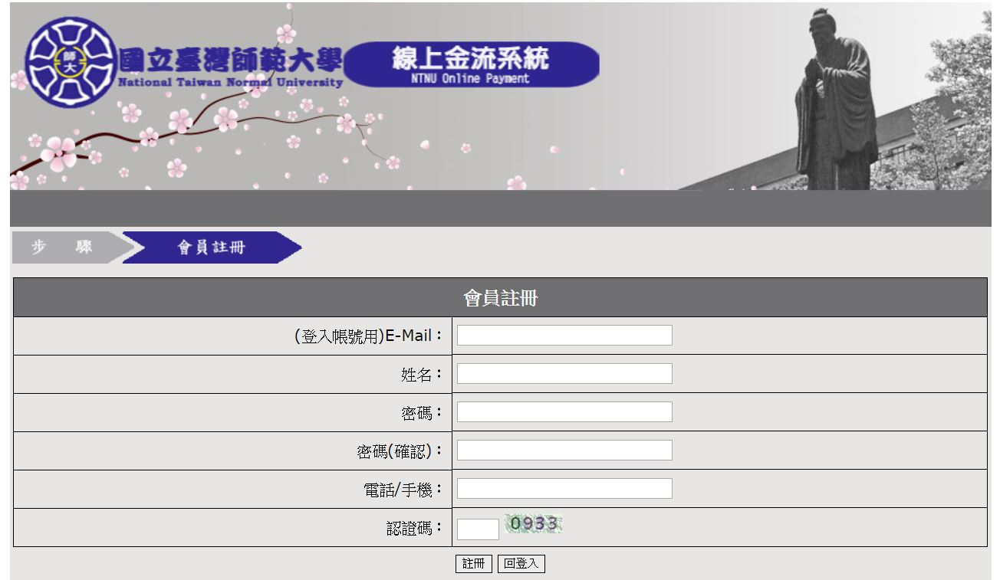 師大
國立臺灣師範大學
National Taiwan Normal University
線上金流系統
NTNU Online Payment
步 驟
會員註冊
會員註冊
(登入帳號用)E-Mail：
姓名：
密碼：
密碼(確認)：
電話/手機：
認證碼：
0933
註冊 回登入